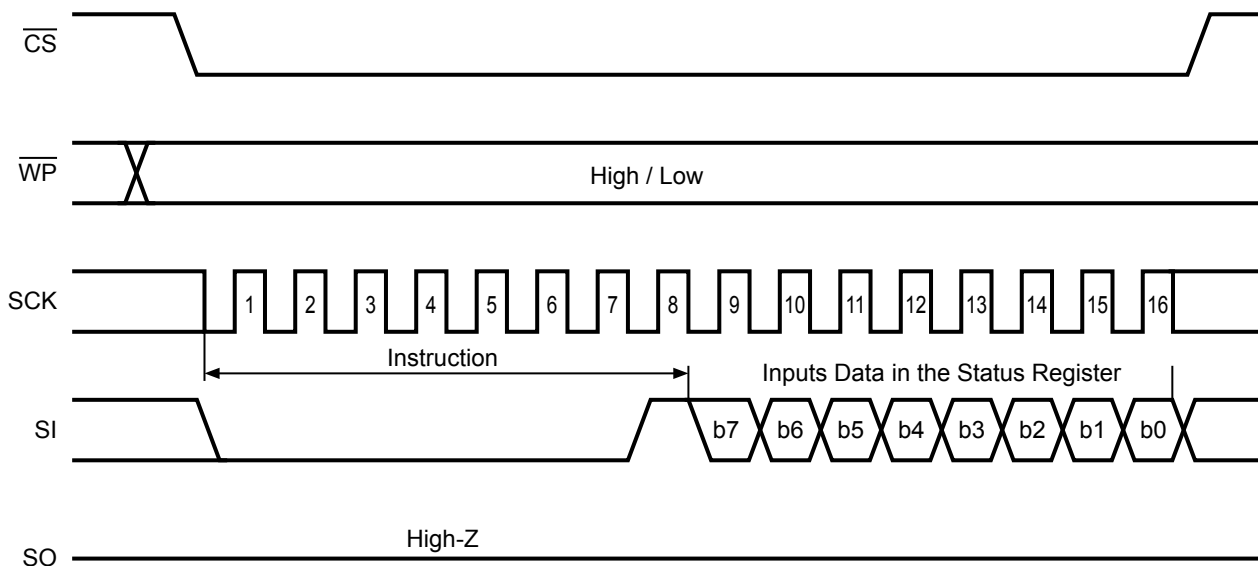 CS
WP
High / Low
SCK
1 2 3 4 5 6 7 8 9 10 11 12 13 14 15 16
Instruction
Inputs Data in the Status Register
SI
b7 b6 b5 b4 b3 b2 b1 b0
High-Z
SO